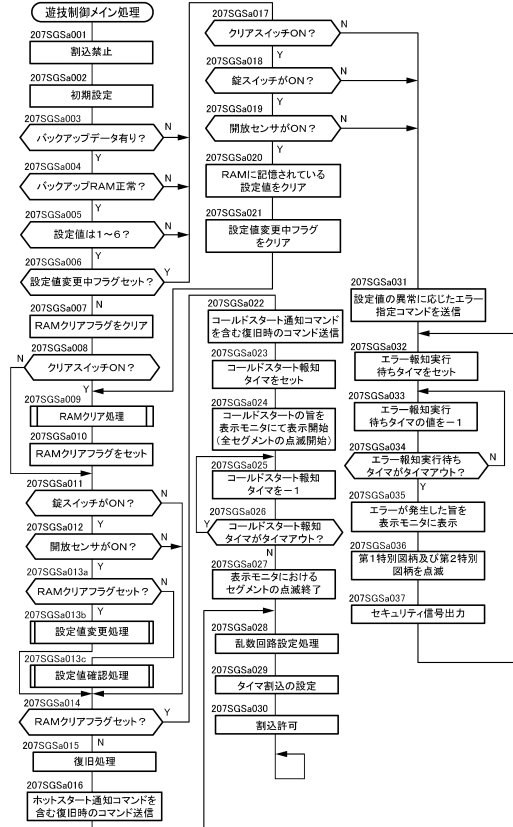 遊技制御メイン処理
207SGSa001
割込禁止
207SGSa002
初期設定
207SGSa003
バックアップデータ有り?
N
Y
207SGSa004
バックアップRAM正常?
N
Y
207SGSa005
設定値は1~6?
N
Y
207SGSa006
設定値変更中フラグセット?
Y
N
207SGSa007
RAMクリアフラグをクリア
207SGSa008
クリアスイッチON?
N
Y
207SGSa009
RAMクリア処理
207SGSa010
RAMクリアフラグをセット
207SGSa011
錠スイッチがON?
N
Y
207SGSa012
開放センサがON?
N
Y
207SGSa013a
RAMクリアフラグセット?
N
Y
207SGSa013b
設定値変更処理
207SGSa013c
設定値確認処理
207SGSa014
RAMクリアフラグセット?
Y
N
207SGSa015
復旧処理
207SGSa016
ホットスタート通知コマンドを
含む復旧時のコマンド送信
207SGSa017
クリアスイッチON?
N
Y
207SGSa018
錠スイッチがON?
N
Y
207SGSa019
開放センサがON?
N
Y
207SGSa020
RAMに記憶されている
設定値をクリア
207SGSa021
設定値変更中フラグ
をクリア
207SGSa022
コールドスタート通知コマンド
を含む復旧時のコマンド送信
207SGSa023
コールドスタート報知
タイマをセット
207SGSa024
コールドスタートの旨を
表示モニタにて表示開始
(全セグメントの点滅開始)
207SGSa025
コールドスタート報知
タイマを-1
207SGSa026
コールドスタート報知
タイマがタイマアウト?
Y
N
207SGSa027
表示モニタにおける
セグメントの点滅終了
207SGSa028
乱数回路設定処理
207SGSa029
タイマ割込の設定
207SGSa030
割込許可
207SGSa031
設定値の異常に応じたエラー
指定コマンドを送信
207SGSa032
エラー報知実行
待ちタイマをセット
207SGSa033
エラー報知実行
待ちタイマの値を-1
207SGSa034
エラー報知実行待ち
タイマがタイマアウト?
N
Y
207SGSa035
エラーが発生した旨を
表示モニタに表示
207SGSa036
第1特別図柄及び第2特別
図柄を点滅
207SGSa037
セキュリティ信号出力